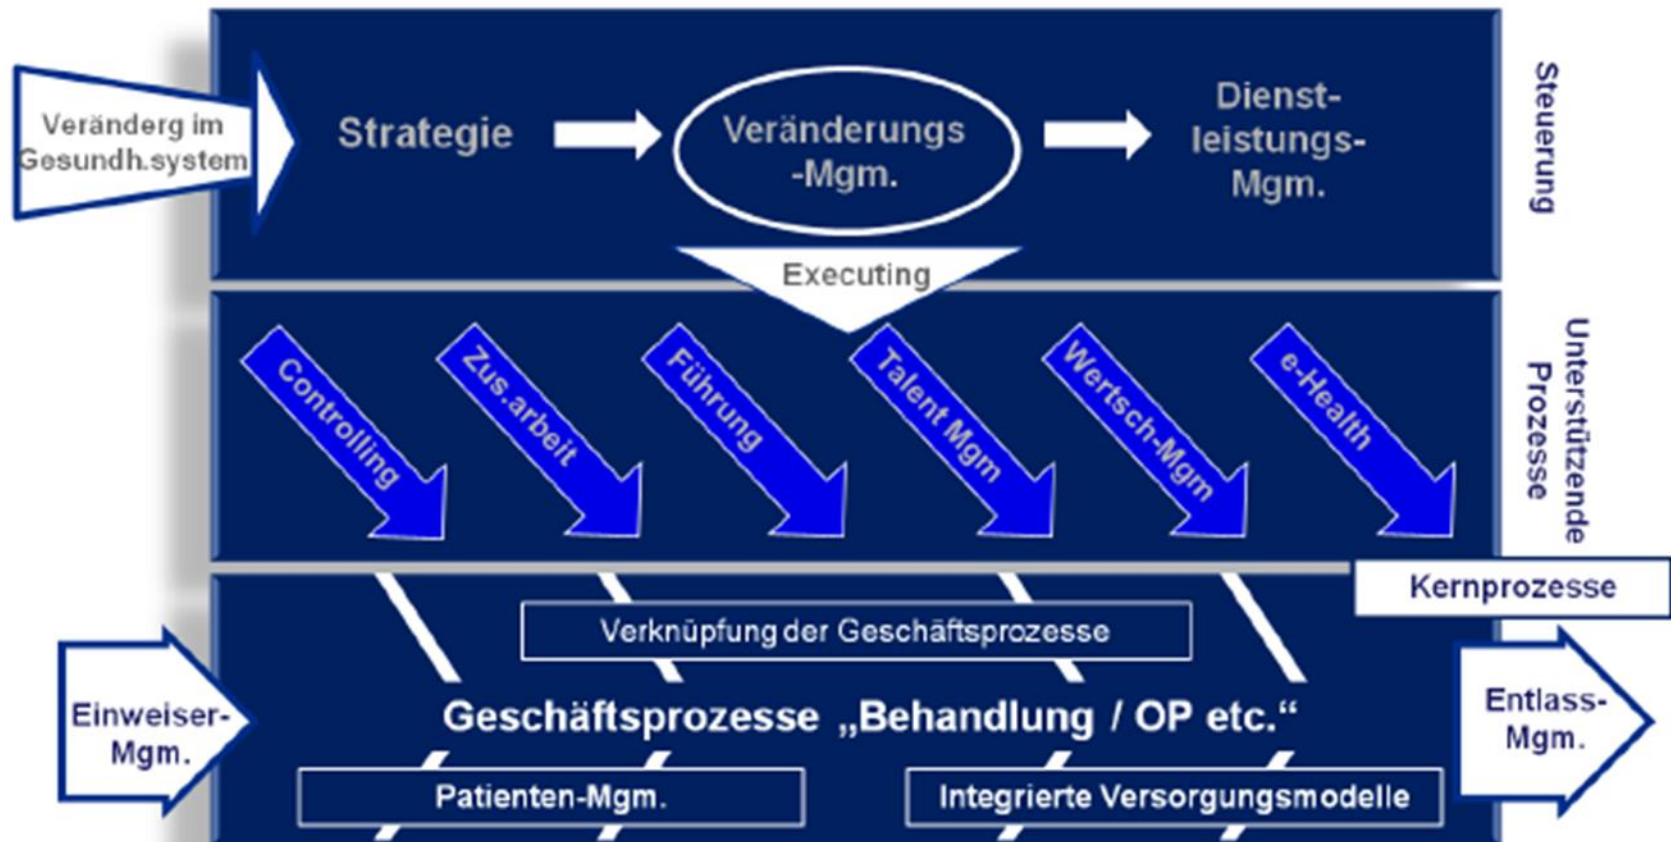 Veränderg im
Gesundh.system
Strategie
Veränderungs
-Mgm.
Dienst-
leistungs-
Mgm.
Steuerung
Executing
Controlling
Zus.arbeit
Führung
Talent Mgm
Wertsch-Mgm
e-Health
Unterstützende
Prozesse
Kernprozesse
Verknüpfung der Geschäftsprozesse
Einweiser-
Mgm.
Geschäftsprozesse „Behandlung / OP etc.“
Entlass-
Mgm.
Patienten-Mgm.
Integrierte Versorgungsmodelle